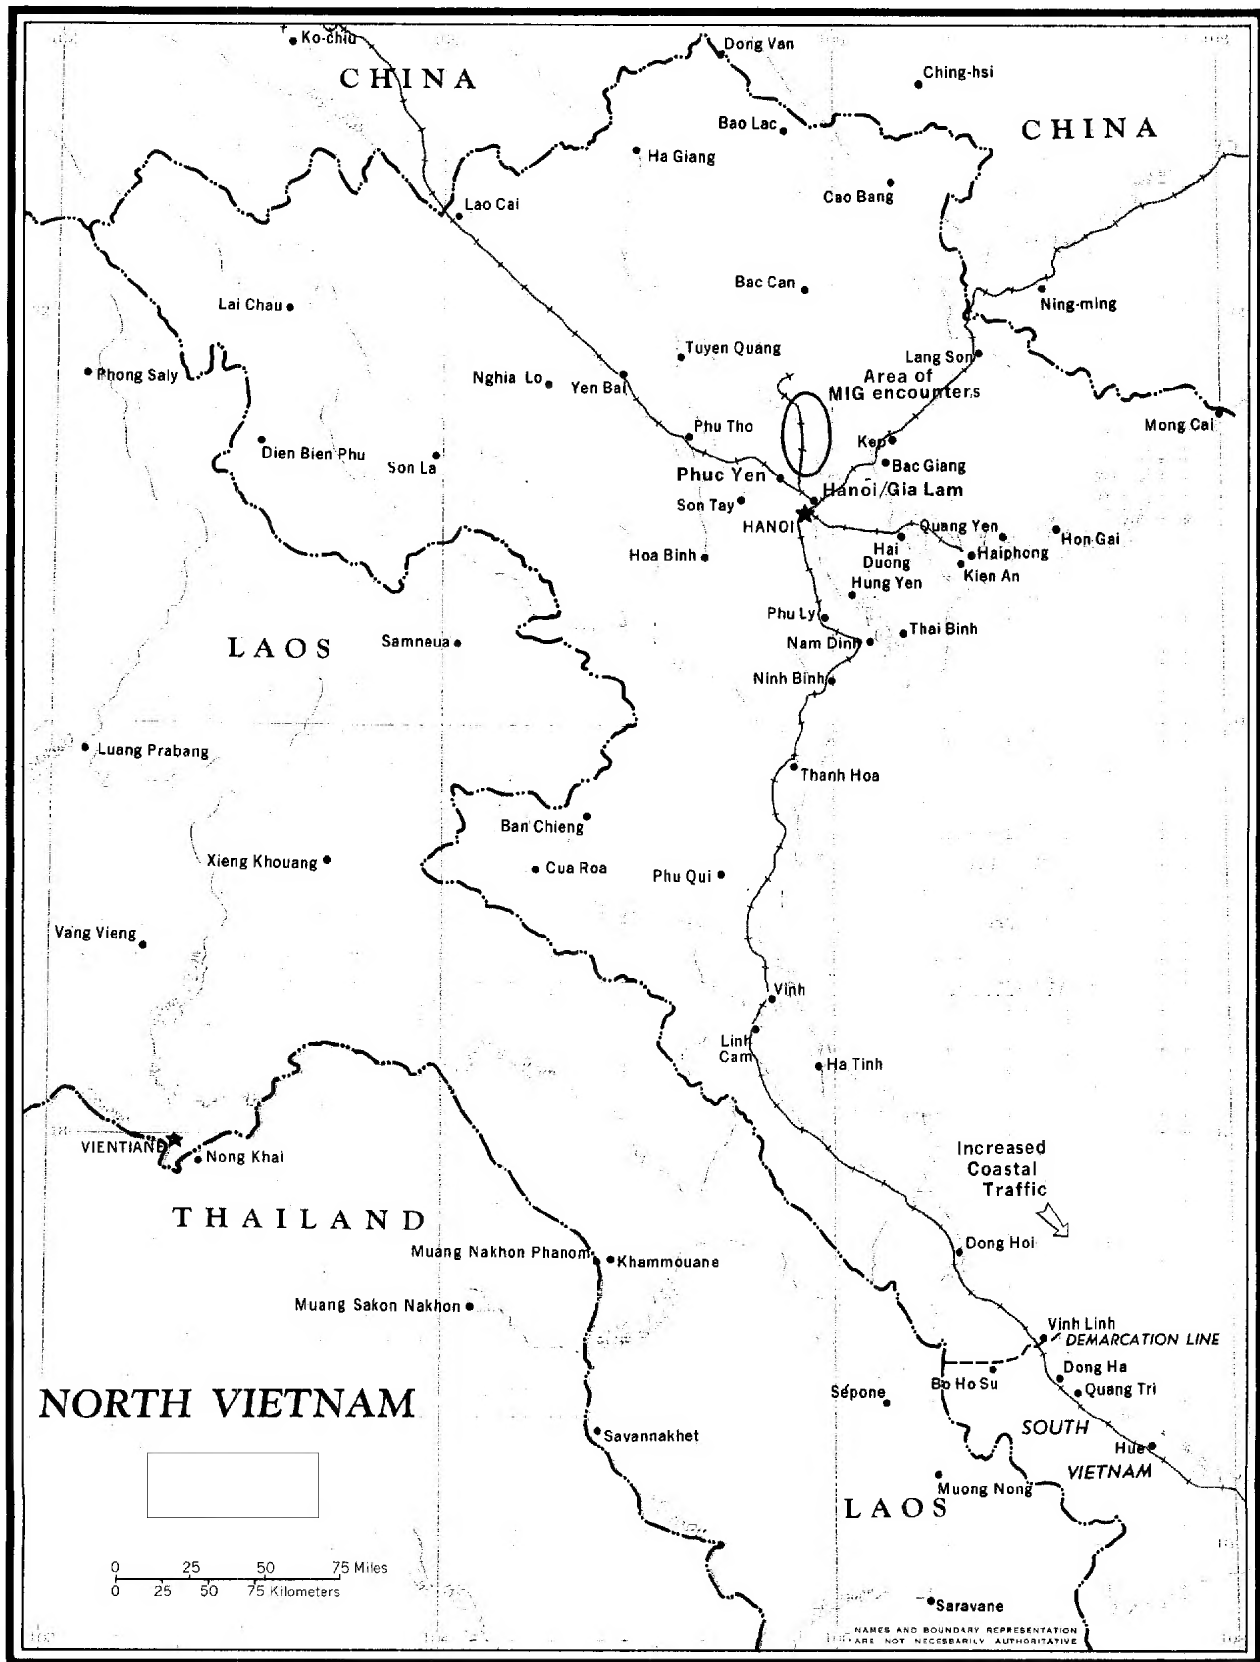 Ko-chiu
CHINA
Dong Van
Ching-hsi
Bao Lac
CHINA
Ha Giang
Cao Bang
Lao Cai
Bac Can
Lai Chau
Ning-ming
Tuyen Quang
Lang Son
Phong Saly
Nghia Lo
Yen Bai
Area of
MIG encounters
Mong Cai
Phu Tho
Kep
Dien Bien Phu
Son La
Bac Giang
Phuc Yen
Hanoi/Gia Lam
Son Tay
HANOI
Quang Yen
Hon Gai
Hoa Binh
Hai
Duong
Haiphong
Kien An
Hung Yen
Phu Ly
Thai Binh
LAOS
Samneua
Nam Dinh
Ninh Binh
Luang Prabang
Thanh Hoa
Ban Chieng
Xieng Khouang
Cua Roa
Phu Qui
Vang Vieng
Vinh
Linh
Cam
Ha Tinh
18
VIENTIANE
Nong Khai
Increased
Coastal
Traffic
THAILAND
Dong Hoi
Muang Nakhon Phanom
Khammouane
Muang Sakon Nakhon
Vinh Linh
DEMARCATION LINE
Dong Ha
Bo Ho Su
Quang Tri
Sépone
NORTH VIETNAM
SOUTH
VIETNAM
Hue
Savannakhet
Muong Nong
LAOS
0 25 50 75 Miles
0 25 50 75 Kilometers
Saravane
NAMES AND BOUNDARY REPRESENTATION
ARE NOT NECESSARILY AUTHORITATIVE